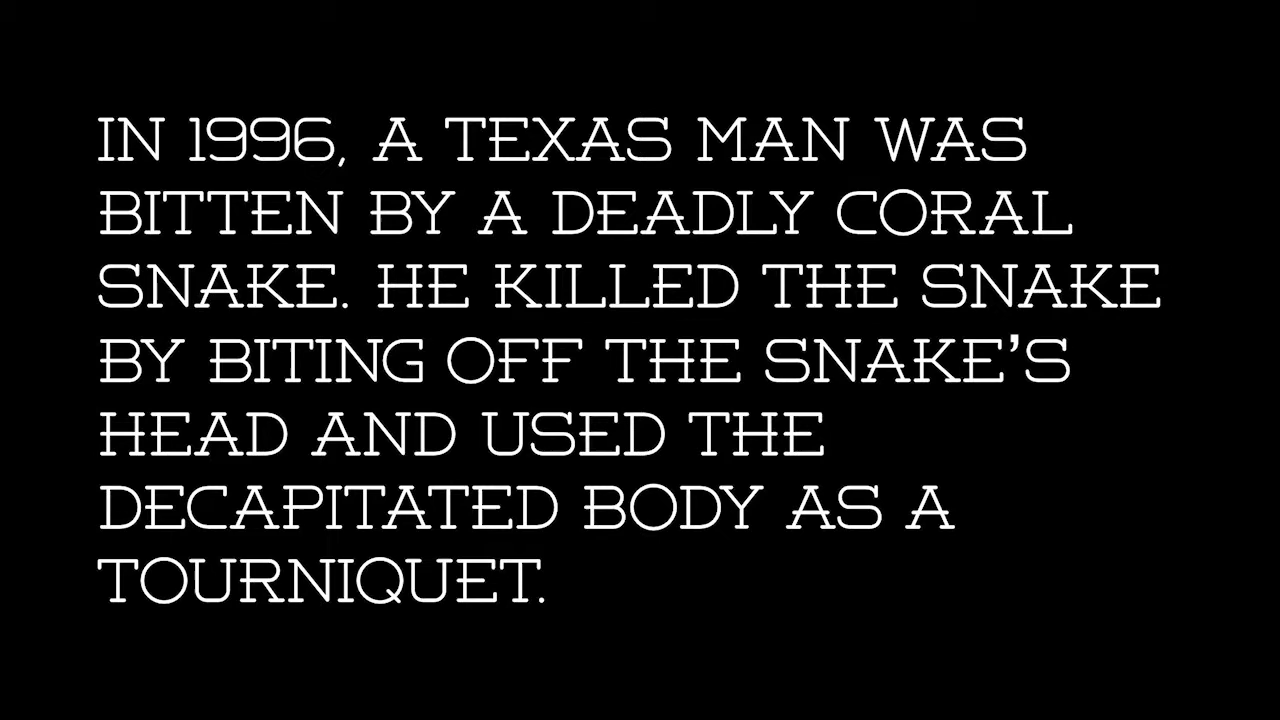 IN 1996, A TEXAS MAN WAS
BITTEN BY A DEADLY CORAL
SNAKE. HE KILLED THE SNAKE
BY BITING OFF THE SNAKE'S
HEAD AND USED THE
DECAPITATED BODY AS A
TOURNIQUET.